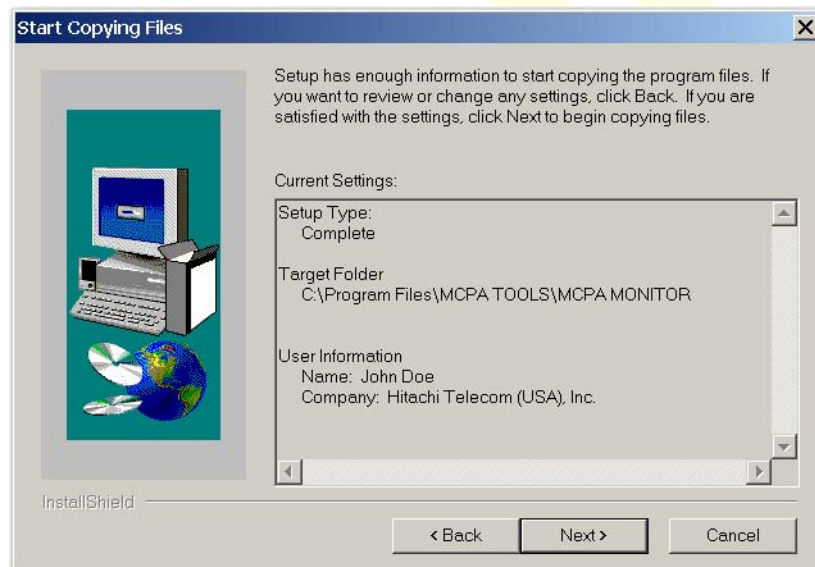 Start Copying Files
Setup has enough information to start copying the program files. If
you want to review or change any settings, click Back. If you are
satisfied with the settings, click Next to begin copying files.
Current Settings:
Setup Type:
Complete
Target Folder
C:\Program Files\MCPA TOOLS\MCPA MONITOR
User Information
Name: John Doe
Company: Hitachi Telecom (USA), Inc.
InstallShield
< Back
Next >
Cancel